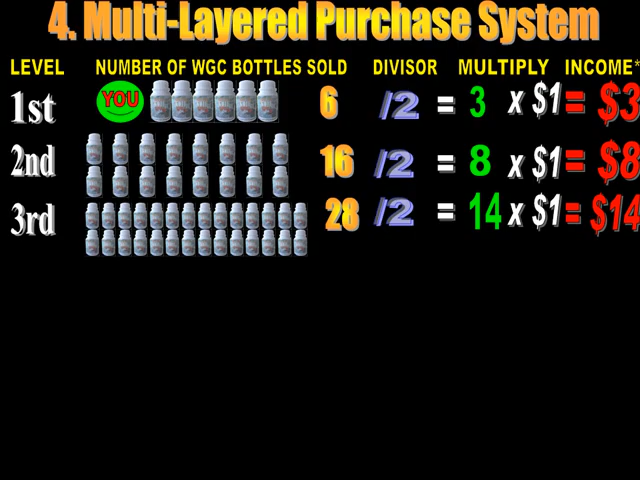 4. Multi-Layered Purchase System
LEVEL NUMBER OF WGC BOTTLES SOLD DIVISOR MULTIPLY INCOME*
1st YOU 6 /2 = 3 x $1 = $3
2nd 16 /2 = 8 x $1 = $8
3rd 28 /2 = 14 x $1 = $14